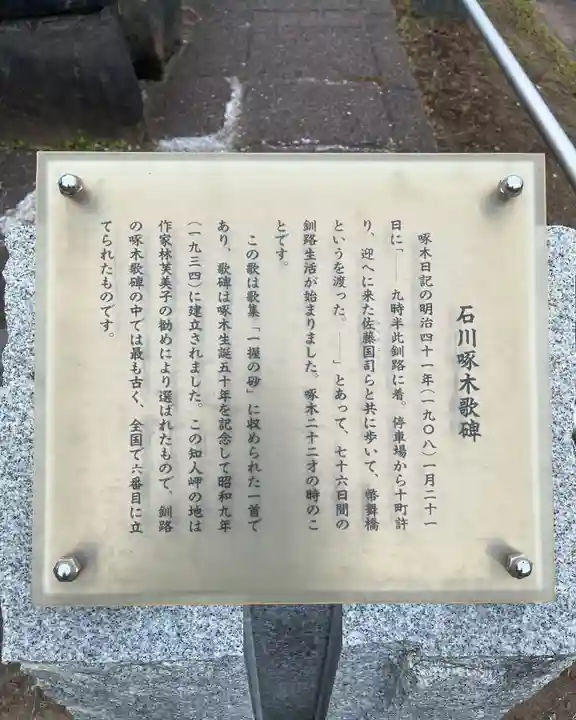 石川啄木歌碑
啄木日記の明治四十一年(一九〇八)一月二十一
日に「―― 九時半此釧路に着。停車場から十町許
り、迎へに来た佐藤国司らと共に歩いて、幣舞橋
というを渡った。――」とあって、七十六日間の
釧路生活が始まりました。啄木二十二才の時のこ
とです。
この歌は歌集「一握の砂」に収められた一首で
あり、歌碑は啄木生誕五十年を記念して昭和九年
(一九三四)に建立されました。この知人岬の地は
作家林芙美子の勧めにより選ばれたもので、釧路
の啄木歌碑の中では最も古く、全国で六番目に立
てられたものです。